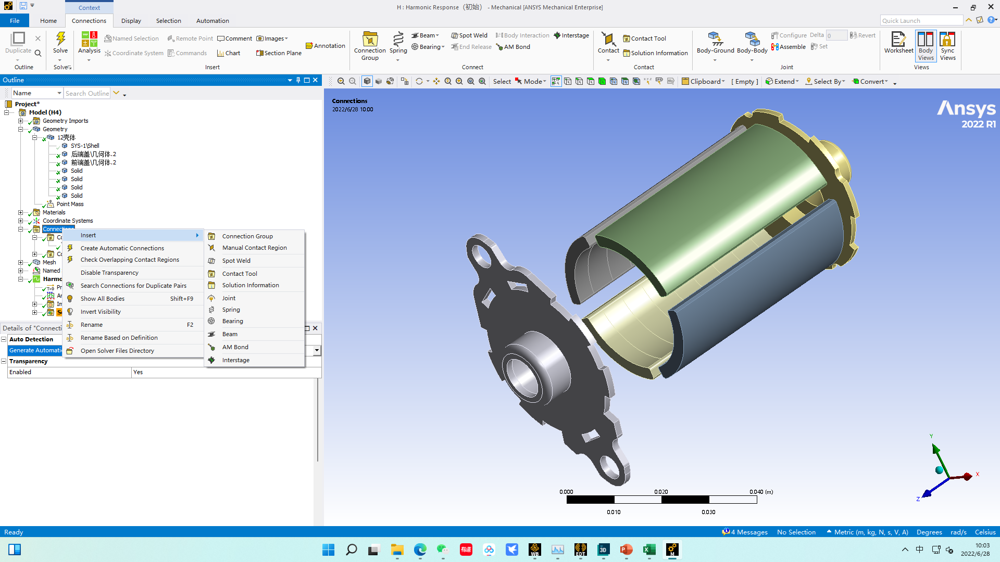 Context
H : Harmonic Response（初始） - Mechanical [ANSYS Mechanical Enterprise]
File
Home
Connections
Display
Selection
Automation
Quick Launch
Duplicate
Outline
Solve
Solve
Analysis
Named Selection
Coordinate System
Remote Point
Commands
Comment
Chart
Images
Section Plane
Annotation
Insert
Connection Group
Spring
Beam
Bearing
Spot Weld
End Release
Body Interaction
AM Bond
Interstage
Connect
Contact
Contact Tool
Solution Information
Contact
Body-Ground
Body-Body
Configure
Delta
0
Revert
Assemble
Set
Joint
Worksheet
Body Views
Sync Views
Views
Outline
Name
Search Outline
Select
Mode
Clipboard
[ Empty ]
Extend
Select By
Convert
Project*
Model (H4)
Geometry Imports
Geometry
12壳体
SYS-1\Shell
后端盖\几何体.2
前端盖\几何体.2
Solid
Solid
Solid
Solid
Point Mass
Materials
Coordinate Systems
Connections
Mesh
Named
Harmo
Insert
Create Automatic Connections
Check Overlapping Contact Regions
Disable Transparency
Search Connections for Duplicate Pairs
Show All Bodies Shift+F9
Invert Visibility
Rename F2
Rename Based on Definition
Open Solver Files Directory
Connection Group
Manual Contact Region
Spot Weld
Contact Tool
Solution Information
Joint
Spring
Bearing
Beam
AM Bond
Interstage
Details of "Connecti
Auto Detection
Generate Automati
Transparency
Enabled Yes
Connections
2022/6/28 10:00
Ansys
2022 R1
0.000 0.020 0.040 (m)
0.010 0.030
Y
X
Z
Ready
4 Messages
No Selection
Metric (m, kg, N, s, V, A)
Degrees
rad/s
Celsius
有道
WB
EDT
3D
P
X
M
中
10:03
2022/6/28